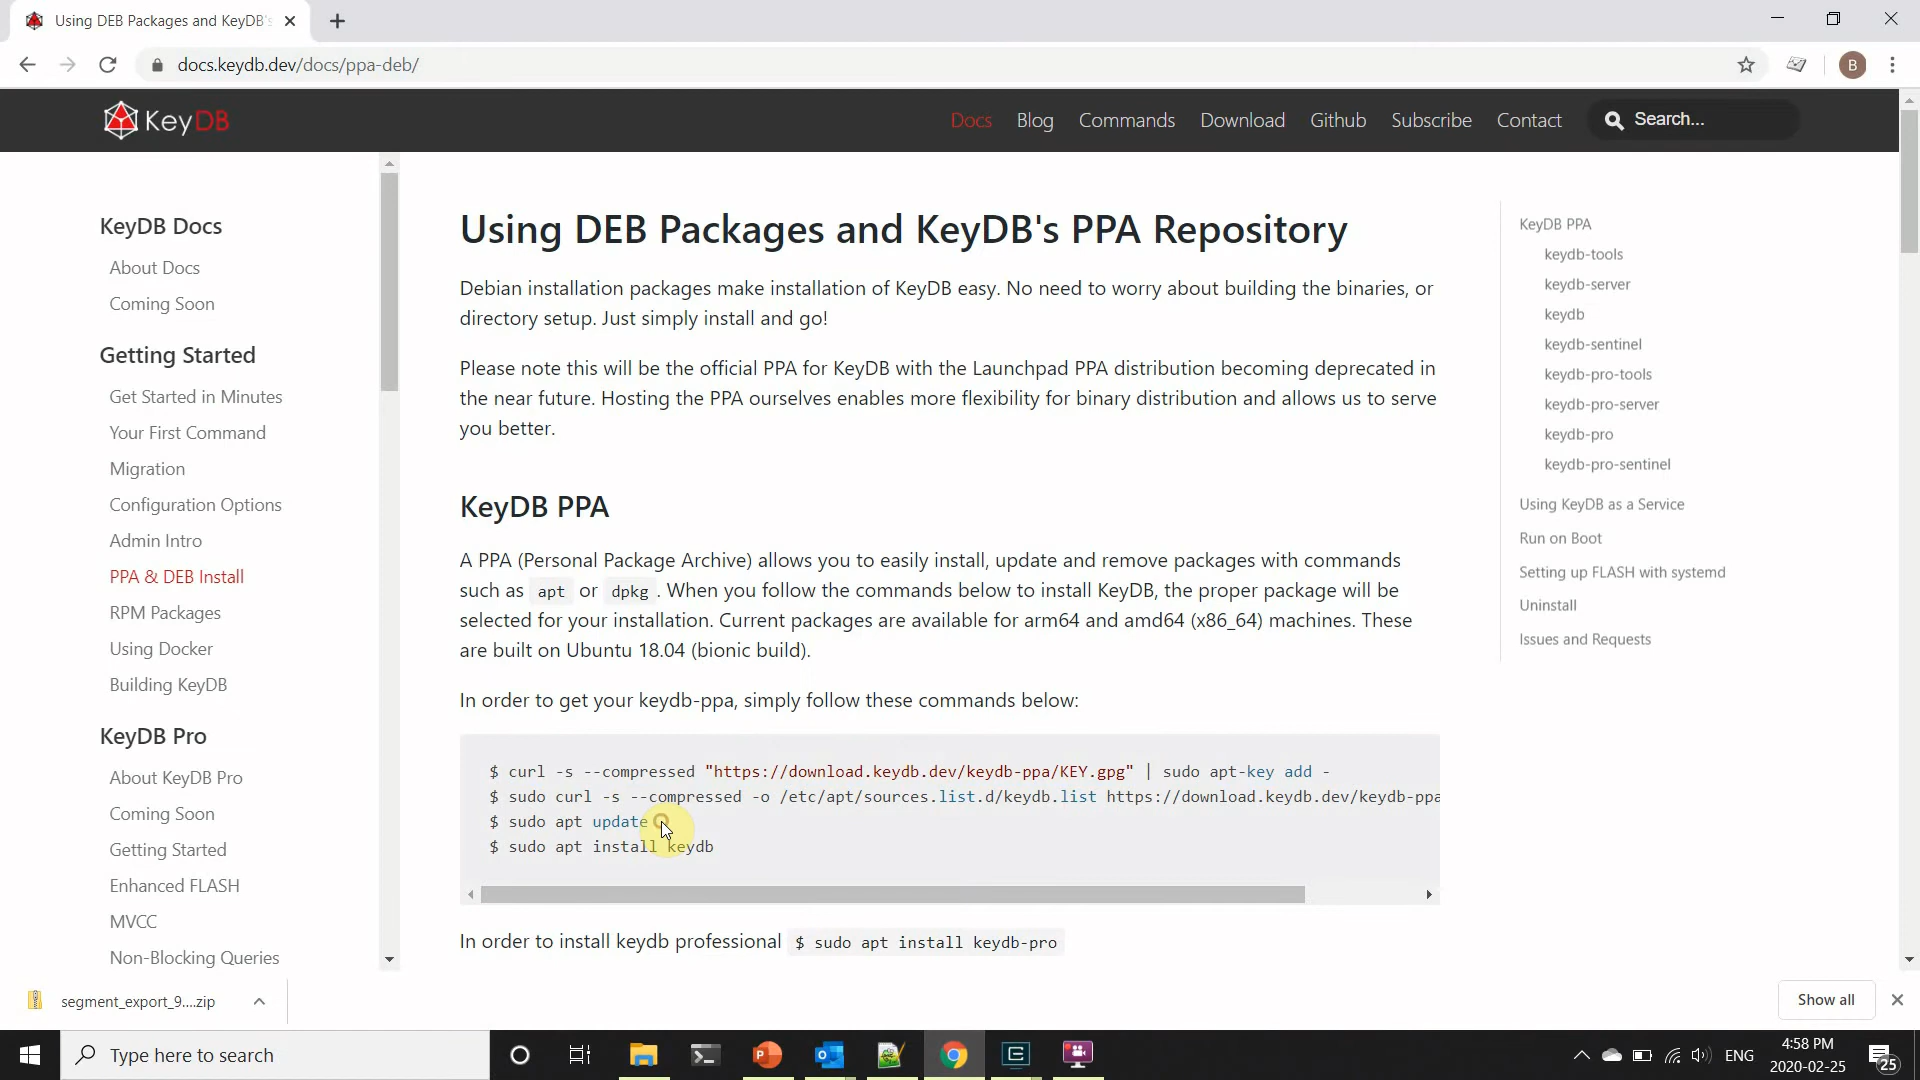 Using DEB Packages and KeyDB's
docs.keydb.dev/docs/ppa-deb/
B
KeyDB
Docs
Blog
Commands
Download
Github
Subscribe
Contact
Search...
KeyDB Docs
About Docs
Coming Soon
Getting Started
Get Started in Minutes
Your First Command
Migration
Configuration Options
Admin Intro
PPA & DEB Install
RPM Packages
Using Docker
Building KeyDB
KeyDB Pro
About KeyDB Pro
Coming Soon
Getting Started
Enhanced FLASH
MVCC
Non-Blocking Queries
Using DEB Packages and KeyDB's PPA Repository
Debian installation packages make installation of KeyDB easy. No need to worry about building the binaries, or
directory setup. Just simply install and go!
Please note this will be the official PPA for KeyDB with the Launchpad PPA distribution becoming deprecated in
the near future. Hosting the PPA ourselves enables more flexibility for binary distribution and allows us to serve
you better.
KeyDB PPA
A PPA (Personal Package Archive) allows you to easily install, update and remove packages with commands
such as apt or dpkg . When you follow the commands below to install KeyDB, the proper package will be
selected for your installation. Current packages are available for arm64 and amd64 (x86_64) machines. These
are built on Ubuntu 18.04 (bionic build).
In order to get your keydb-ppa, simply follow these commands below:
$ curl -s --compressed "https://download.keydb.dev/keydb-ppa/KEY.gpg" | sudo apt-key add -
$ sudo curl -s --compressed -o /etc/apt/sources.list.d/keydb.list https://download.keydb.dev/keydb-ppa
$ sudo apt update
$ sudo apt install keydb
In order to install keydb professional $ sudo apt install keydb-pro
KeyDB PPA
keydb-tools
keydb-server
keydb
keydb-sentinel
keydb-pro-tools
keydb-pro-server
keydb-pro
keydb-pro-sentinel
Using KeyDB as a Service
Run on Boot
Setting up FLASH with systemd
Uninstall
Issues and Requests
segment_export_9....zip
Show all
Type here to search
ENG
4:58 PM
2020-02-25
25